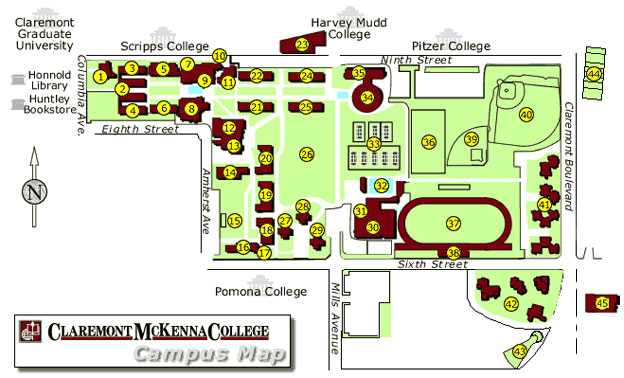 Claremont
Graduate
University
Harvey Mudd
College
Scripps College
Pitzer College
Ninth Street
Honnold
Library
Huntley
Bookstore
Columbia Ave.
Eighth Street
Amherst Ave
Claremont Boulevard
Sixth Street
Mills Avenue
Pomona College
N
1
2
3
4
5
6
7
8
9
10
11
12
13
14
15
16
17
18
19
20
21
22
23
24
25
26
27
28
29
30
31
32
33
34
35
36
37
38
39
40
41
42
43
44
45
CLAREMONT MCKENNA COLLEGE
Campus Map